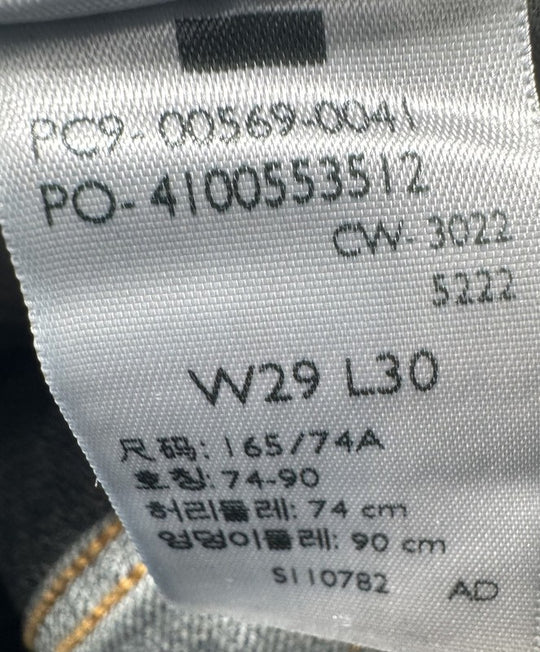 PC9-00569-0041
PO-4100553512
CW-3022
5222
W29 L30
尺码: 165/74A
호칭: 74-90
허리둘레: 74 cm
엉덩이둘레: 90 cm
S110782 AD